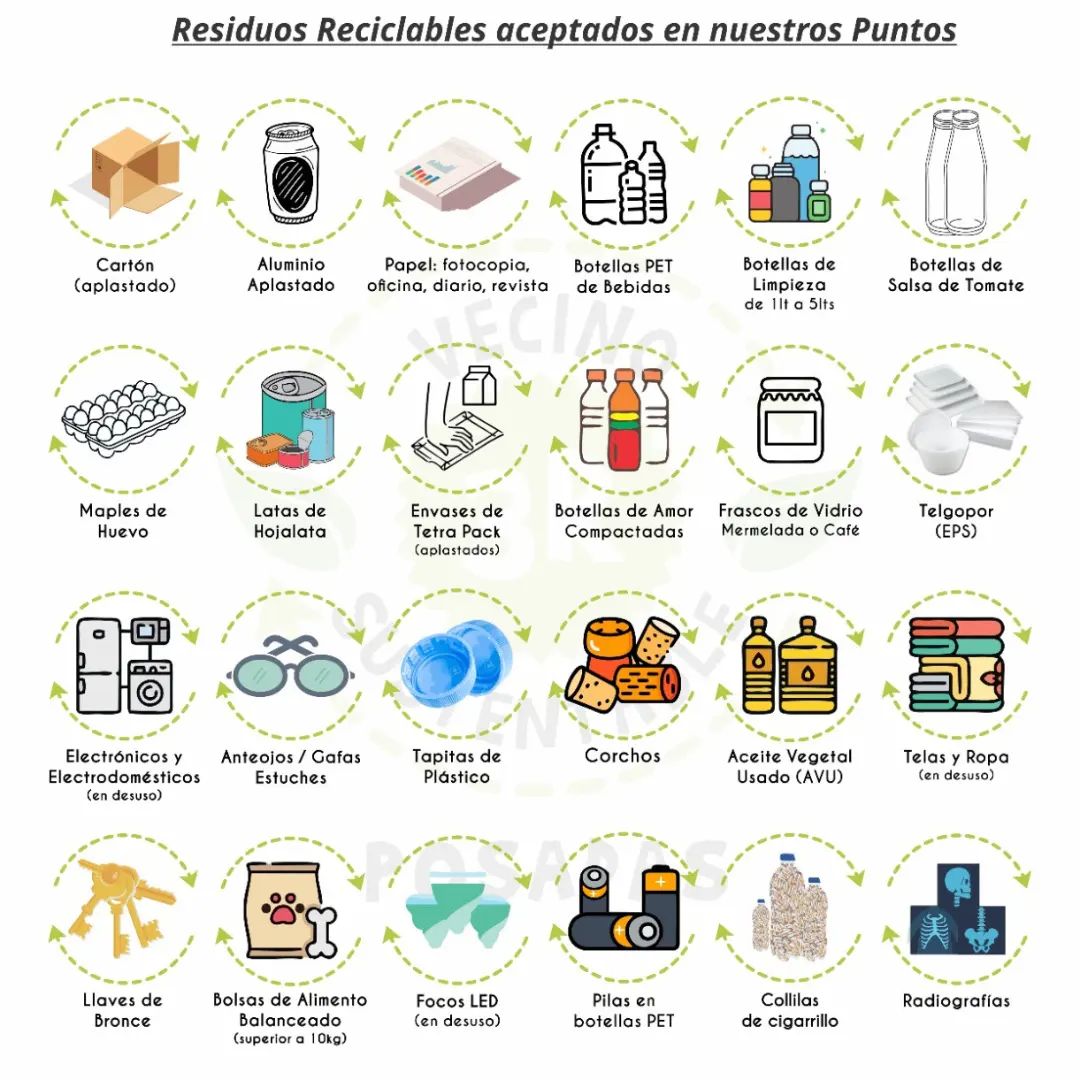 Residuos Reciclables aceptados en nuestros Puntos
Cartón
(aplastado)
Aluminio
Aplastado
Papel: fotocopia,
oficina, diario, revista
Botellas PET
de Bebidas
Botellas de
Limpieza
de 1lt a 5lts
Botellas de
Salsa de Tomate
Maples de
Huevo
Latas de
Hojalata
Envases de
Tetra Pack
(aplastados)
Botellas de Amor
Compactadas
Frascos de Vidrio
Mermelada o Café
Telgopor
(EPS)
Electrónicos y
Electrodomésticos
(en desuso)
Anteojos / Gafas
Estuches
Tapitas de
Plástico
Corchos
Aceite Vegetal
Usado (AVU)
Telas y Ropa
(en desuso)
Llaves de
Bronce
Bolsas de Alimento
Balanceado
(superior a 10kg)
Focos LED
(en desuso)
Pilas en
botellas PET
Collilas
de cigarrillo
Radiografías
VECINO
SUSTENTABLE
POSADAS